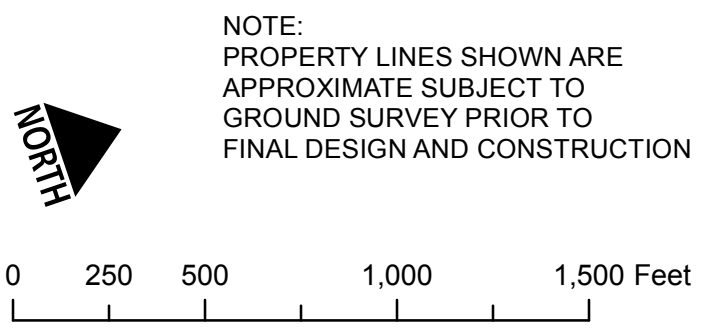 NOTE:
PROPERTY LINES SHOWN ARE
APPROXIMATE SUBJECT TO
GROUND SURVEY PRIOR TO
FINAL DESIGN AND CONSTRUCTION
NORTH
0 250 500 1,000 1,500 Feet